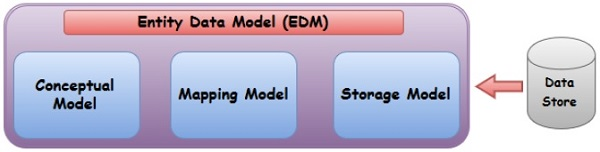 Entity Data Model (EDM)
Conceptual
Model
Mapping Model
Storage Model
Data
Store